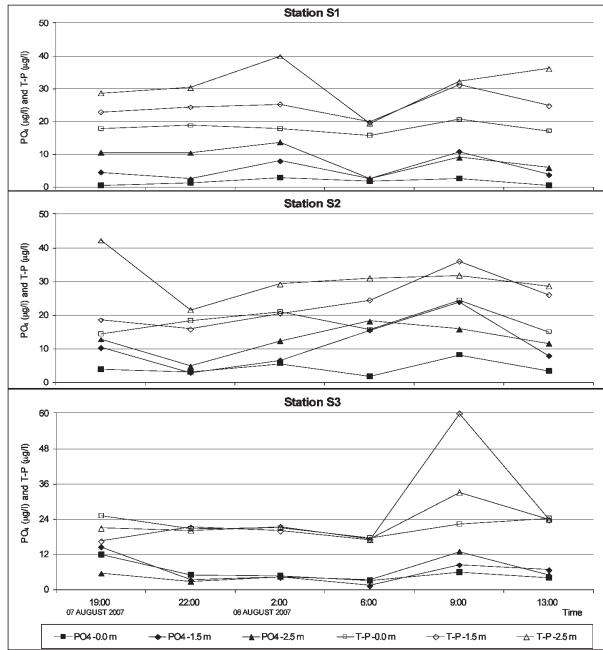 Station S1
PO4 (µg/l) and T-P (µg/l)
50
40
30
20
10
0
Station S2
PO4 (µg/l) and T-P (µg/l)
50
40
30
20
10
0
Station S3
PO4 (µg/l) and T-P (µg/l)
60
48
36
24
12
0
19:00 22:00 2:00 6:00 9:00 13:00
07 AUGUST 2007 08 AUGUST 2007 Time
PO4-0.0 m PO4-1.5 m PO4-2.5 m T-P-0.0 m T-P-1.5 m T-P-2.5 m